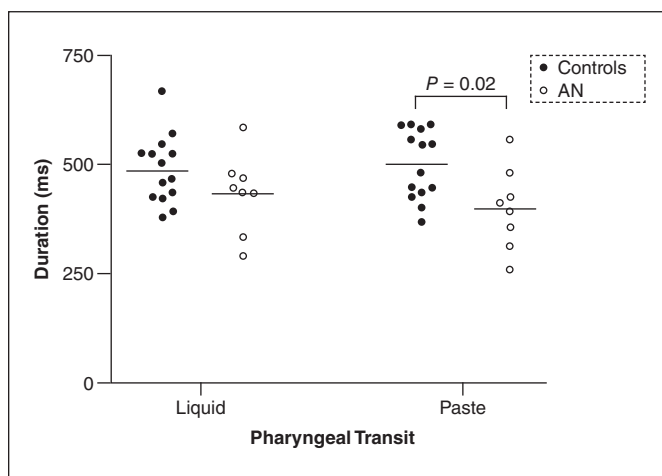 750
Controls
AN
P = 0.02
500
Duration (ms)
250
0
Liquid
Paste
Pharyngeal Transit